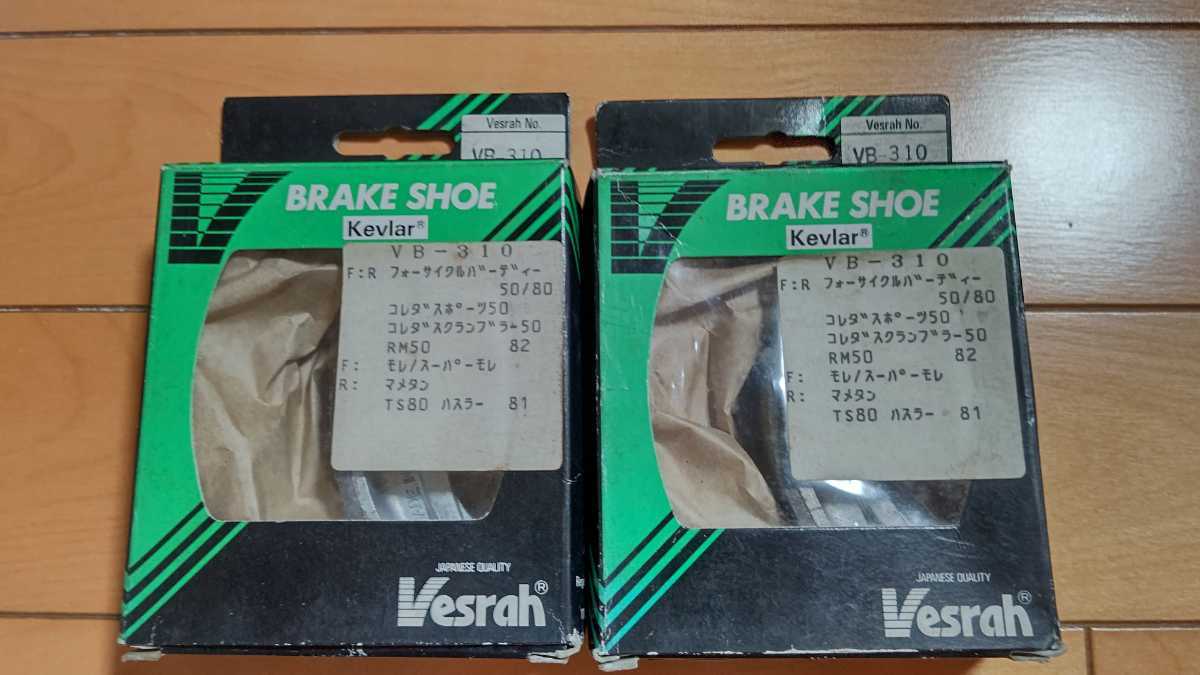 Vesrah No.
VB-310
BRAKE SHOE
Kevlar®
VB-310
F:R フォーサイクルバーディー
50/80
コレダスポーツ50
コレダスクランブラー50
RM50 82
F: モレ/スーパーモレ
R: マメタン
TS80 ハスラー 81
JAPANESE QUALITY
Vesrah®
Vesrah No.
VB-310
BRAKE SHOE
Kevlar®
VB-310
F:R フォーサイクルバーディー
50/80
コレダスポーツ50
コレダスクランブラー50
RM50 82
F: モレ/スーパーモレ
R: マメタン
TS80 ハスラー 81
JAPANESE QUALITY
Vesrah®